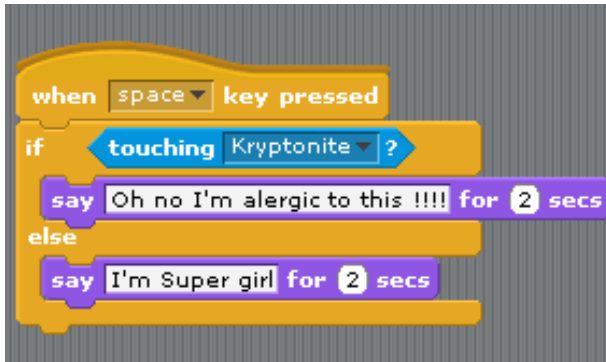 when space key pressed
if touching Kryptonite ?
say Oh no I'm alergic to this !!!! for 2 secs
else
say I'm Super girl for 2 secs